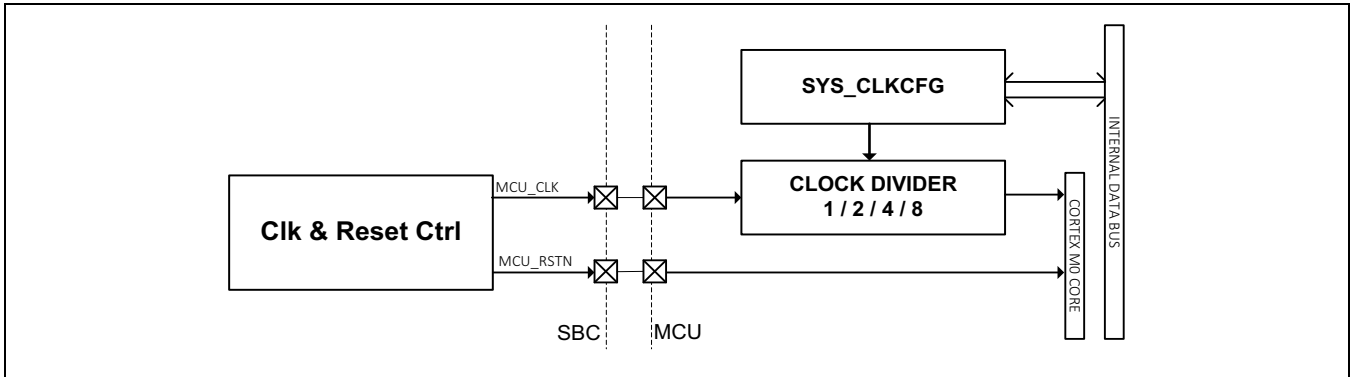 SYS_CLKCFG
INTERNAL DATA BUS
MCU_CLK
CLOCK DIVIDER
1 / 2 / 4 / 8
Clk & Reset Ctrl
CORTEX M0 CORE
MCU_RSTN
SBC
MCU